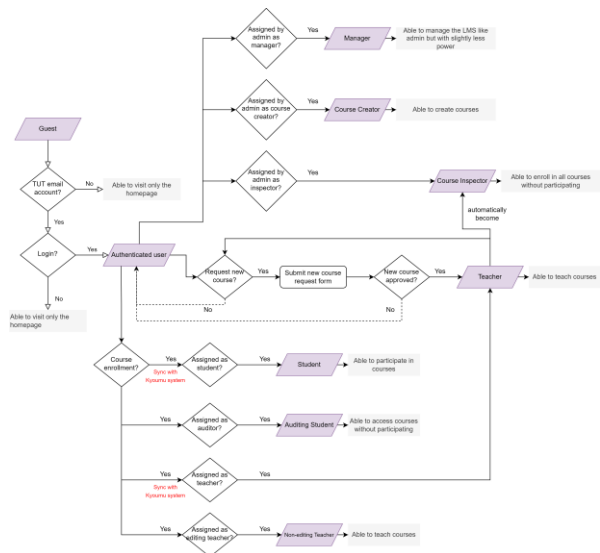 Assigned by
admin as
manager?
Yes
Manager
Able to manage the LMS like
admin but with slightly less
power
Assigned by
admin as course
creator?
Yes
Course Creator
Able to create courses
Guest
TUT email
account?
No
Able to visit only the
homepage
Yes
Assigned by
admin as
inspector?
Yes
Course Inspector
Able to enroll in all courses
without participating
automatically
become
Login?
Yes
Authenticated user
No
Able to visit only the
homepage
Request new
course?
Yes
Submit new course
request form
New course
approved?
Yes
Teacher
Able to teach courses
No
No
Course
enrollment?
Yes
Sync with
Kyoumu system
Assigned as
student?
Yes
Student
Able to participate in
courses
Yes
Assigned as
auditor?
Yes
Auditing Student
Able to access courses
without participating
Yes
Sync with
Kyoumu system
Assigned as
teacher?
Yes
Yes
Assigned as
editing teacher?
Yes
Non-editing Teacher
Able to teach courses